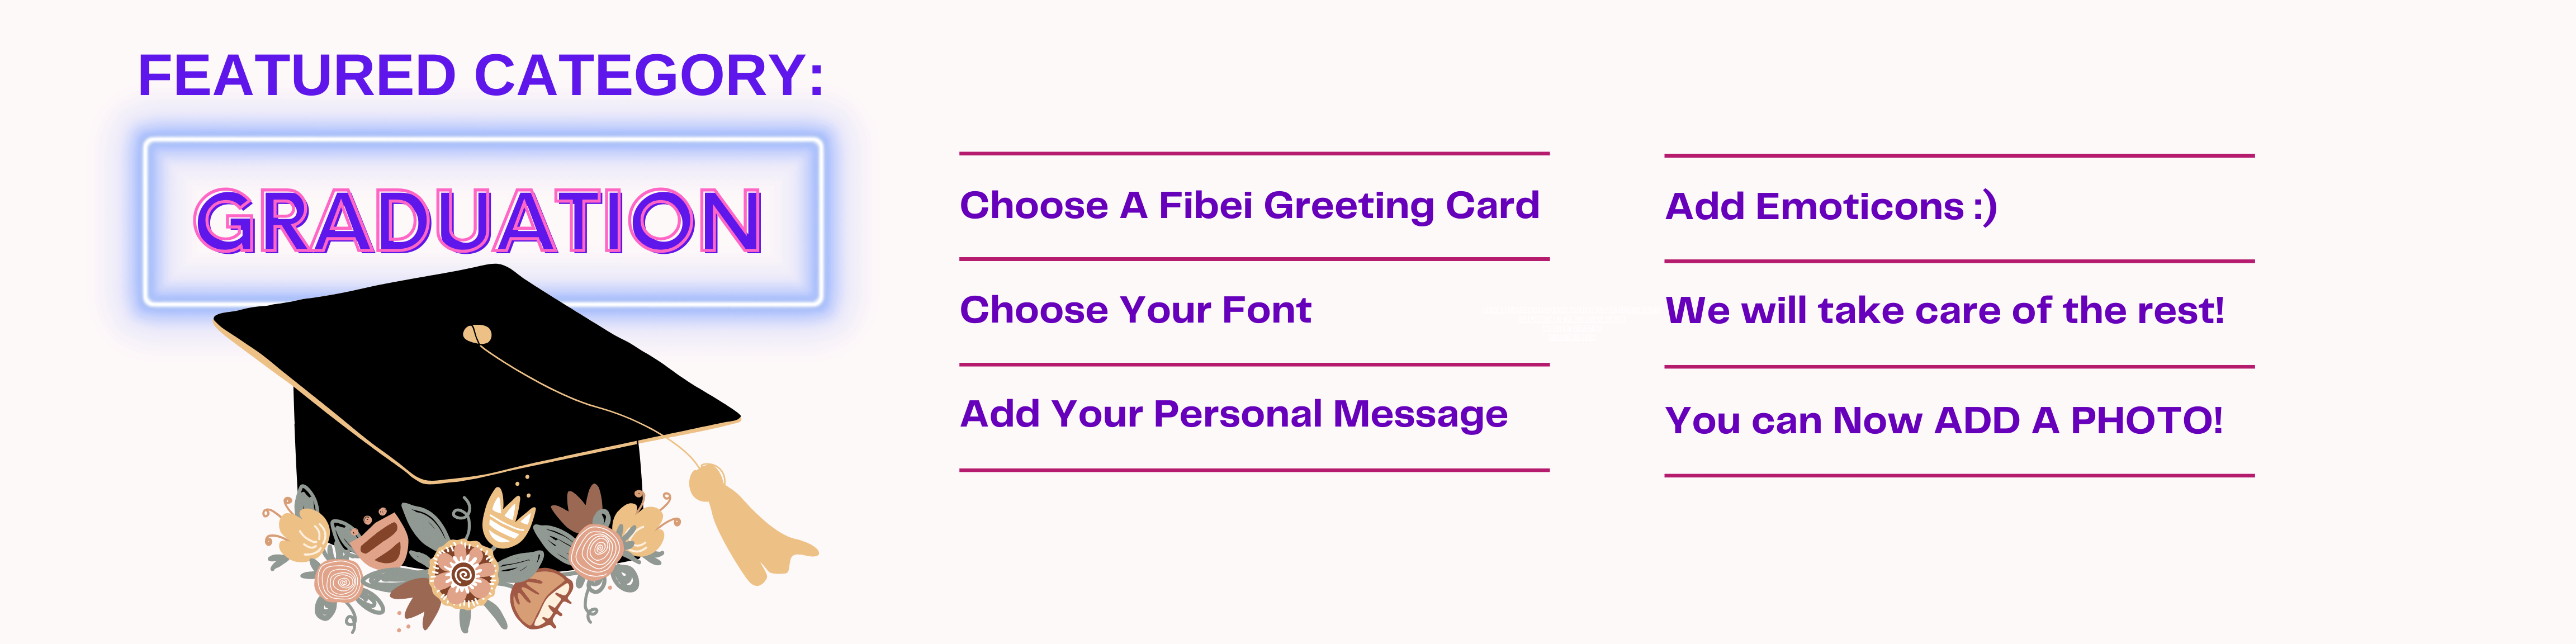 FEATURED CATEGORY:
GRADUATION
Choose A Fibei Greeting Card
Choose Your Font
Add Your Personal Message
Add Emoticons :)
We will take care of the rest!
You can Now ADD A PHOTO!